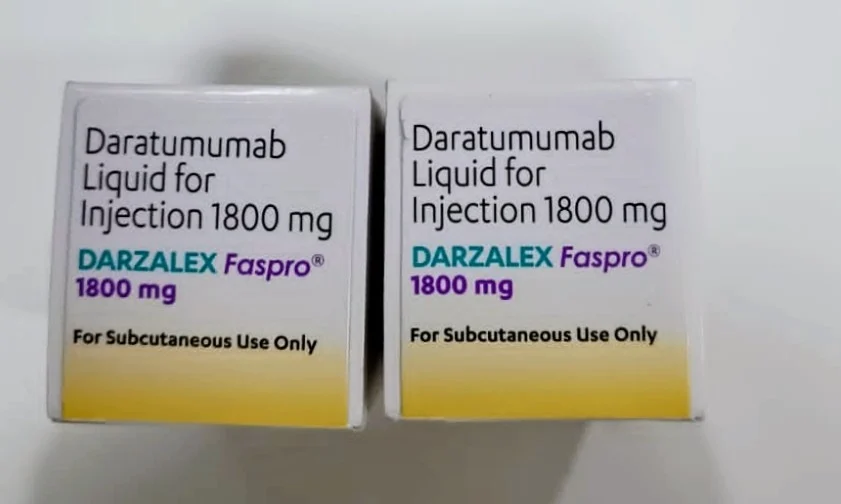 Daratumumab
Liquid for
Injection 1800 mg
DARZALEX Faspro®
1800 mg
For Subcutaneous Use Only
Daratumumab
Liquid for
Injection 1800 mg
DARZALEX Faspro®
1800 mg
For Subcutaneous Use Only